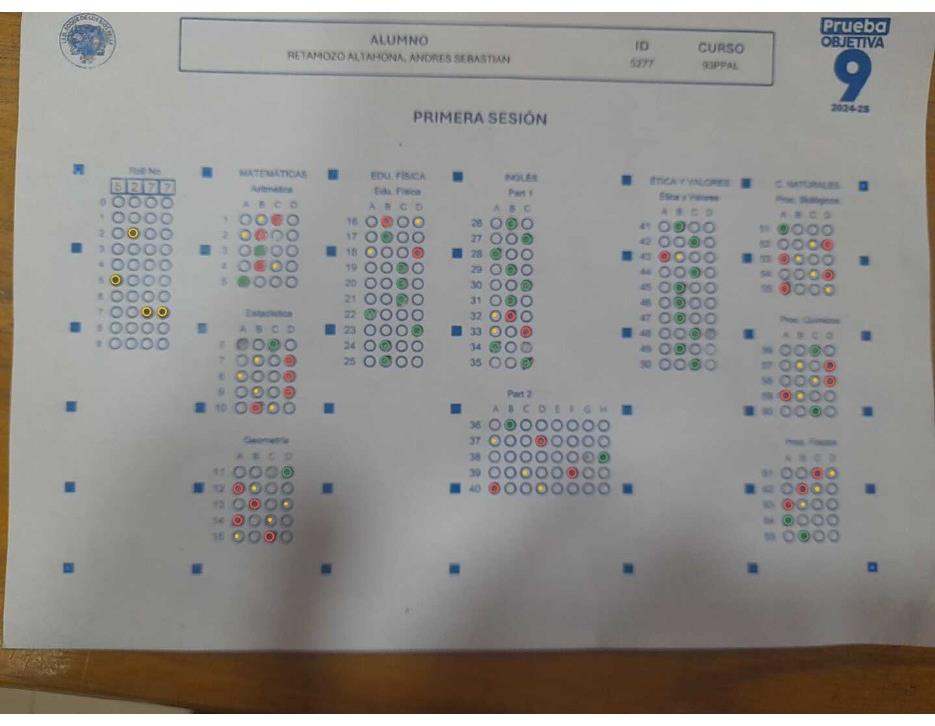 ALUMNO
RETAMOZO ALTAHONA, ANDRES SEBASTIAN
ID
5277
CURSO
93PPAL
Prueba
OBJETIVA
9
2024-25
PRIMERA SESIÓN
Roll No
5 2 7 7
0
1
2
3
4
5
6
7
8
9
MATEMÁTICAS
Aritmética
A B C D
1
2
3
4
5
Estadística
A B C D
6
7
8
9
10
Geometría
A B C D
11
12
13
14
15
EDU. FÍSICA
Edu. Física
A B C D
16
17
18
19
20
21
22
23
24
25
INGLÉS
Part 1
A B C
26
27
28
29
30
31
32
33
34
35
Part 2
A B C D E F G H
36
37
38
39
40
ÉTICA Y VALORES
Ética y Valores
A B C D
41
42
43
44
45
46
47
48
49
50
C. NATURALES
Proc. Biológicos
A B C D
51
52
53
54
55
Proc. Químicos
A B C D
56
57
58
59
60
Proc. Físicos
A B C D
61
62
63
64
65